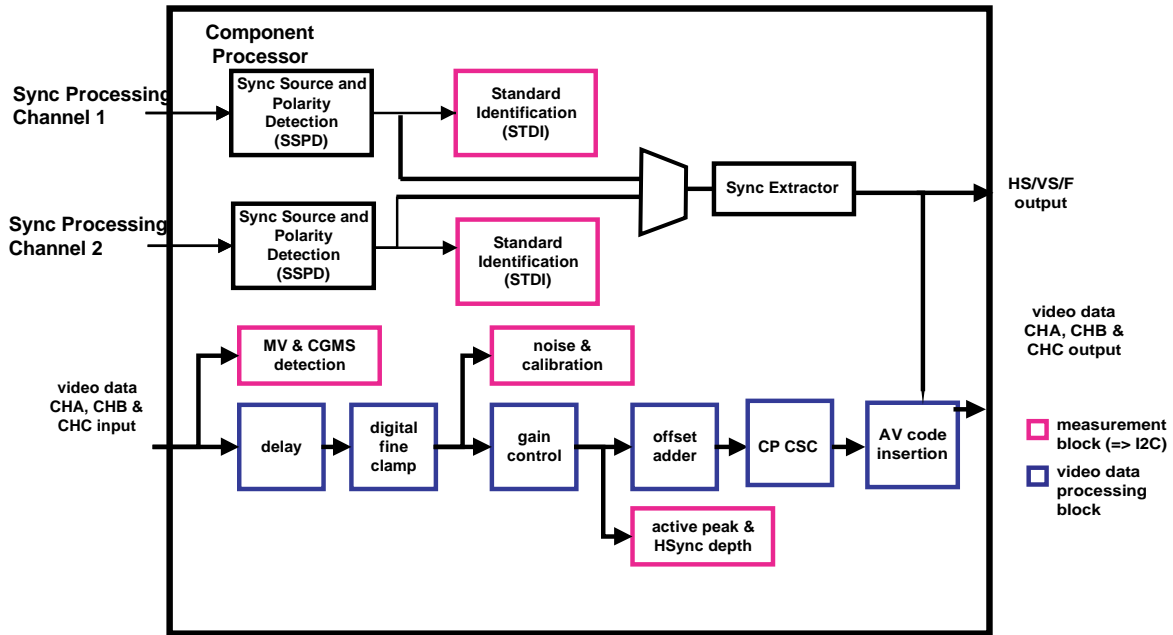 Component
Processor
Sync Processing
Channel 1
Sync Source and
Polarity
Detection
(SSPD)
Standard
Identification
(STDI)
Sync Extractor
HS/VS/F
output
Sync Processing
Channel 2
Sync Source and
Polarity
Detection
(SSPD)
Standard
Identification
(STDI)
video data
CHA, CHB &
CHC output
MV & CGMS
detection
noise &
calibration
video data
CHA, CHB &
CHC input
delay
digital
fine
clamp
gain
control
offset
adder
CP CSC
AV code
insertion
active peak &
HSync depth
measurement
block (=> I2C)
video data
processing
block